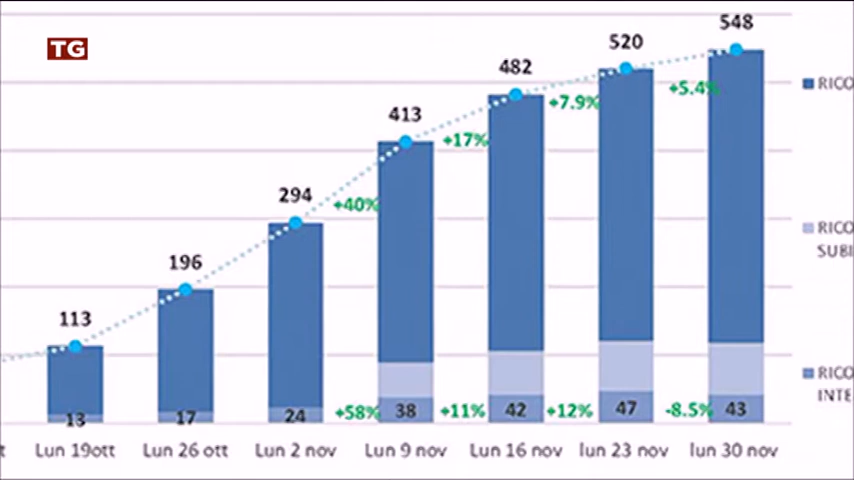 TG
548
520
482
413
294
196
113
+5.4%
+7.9%
+17%
+40%
RICO
RICO
SUBI
RICO
INTE
13
17
24
+58%
38
+11%
42
+12%
47
-8.5%
43
t
Lun 19ott
Lun 26 ott
Lun 2 nov
Lun 9 nov
Lun 16 nov
lun 23 nov
lun 30 nov